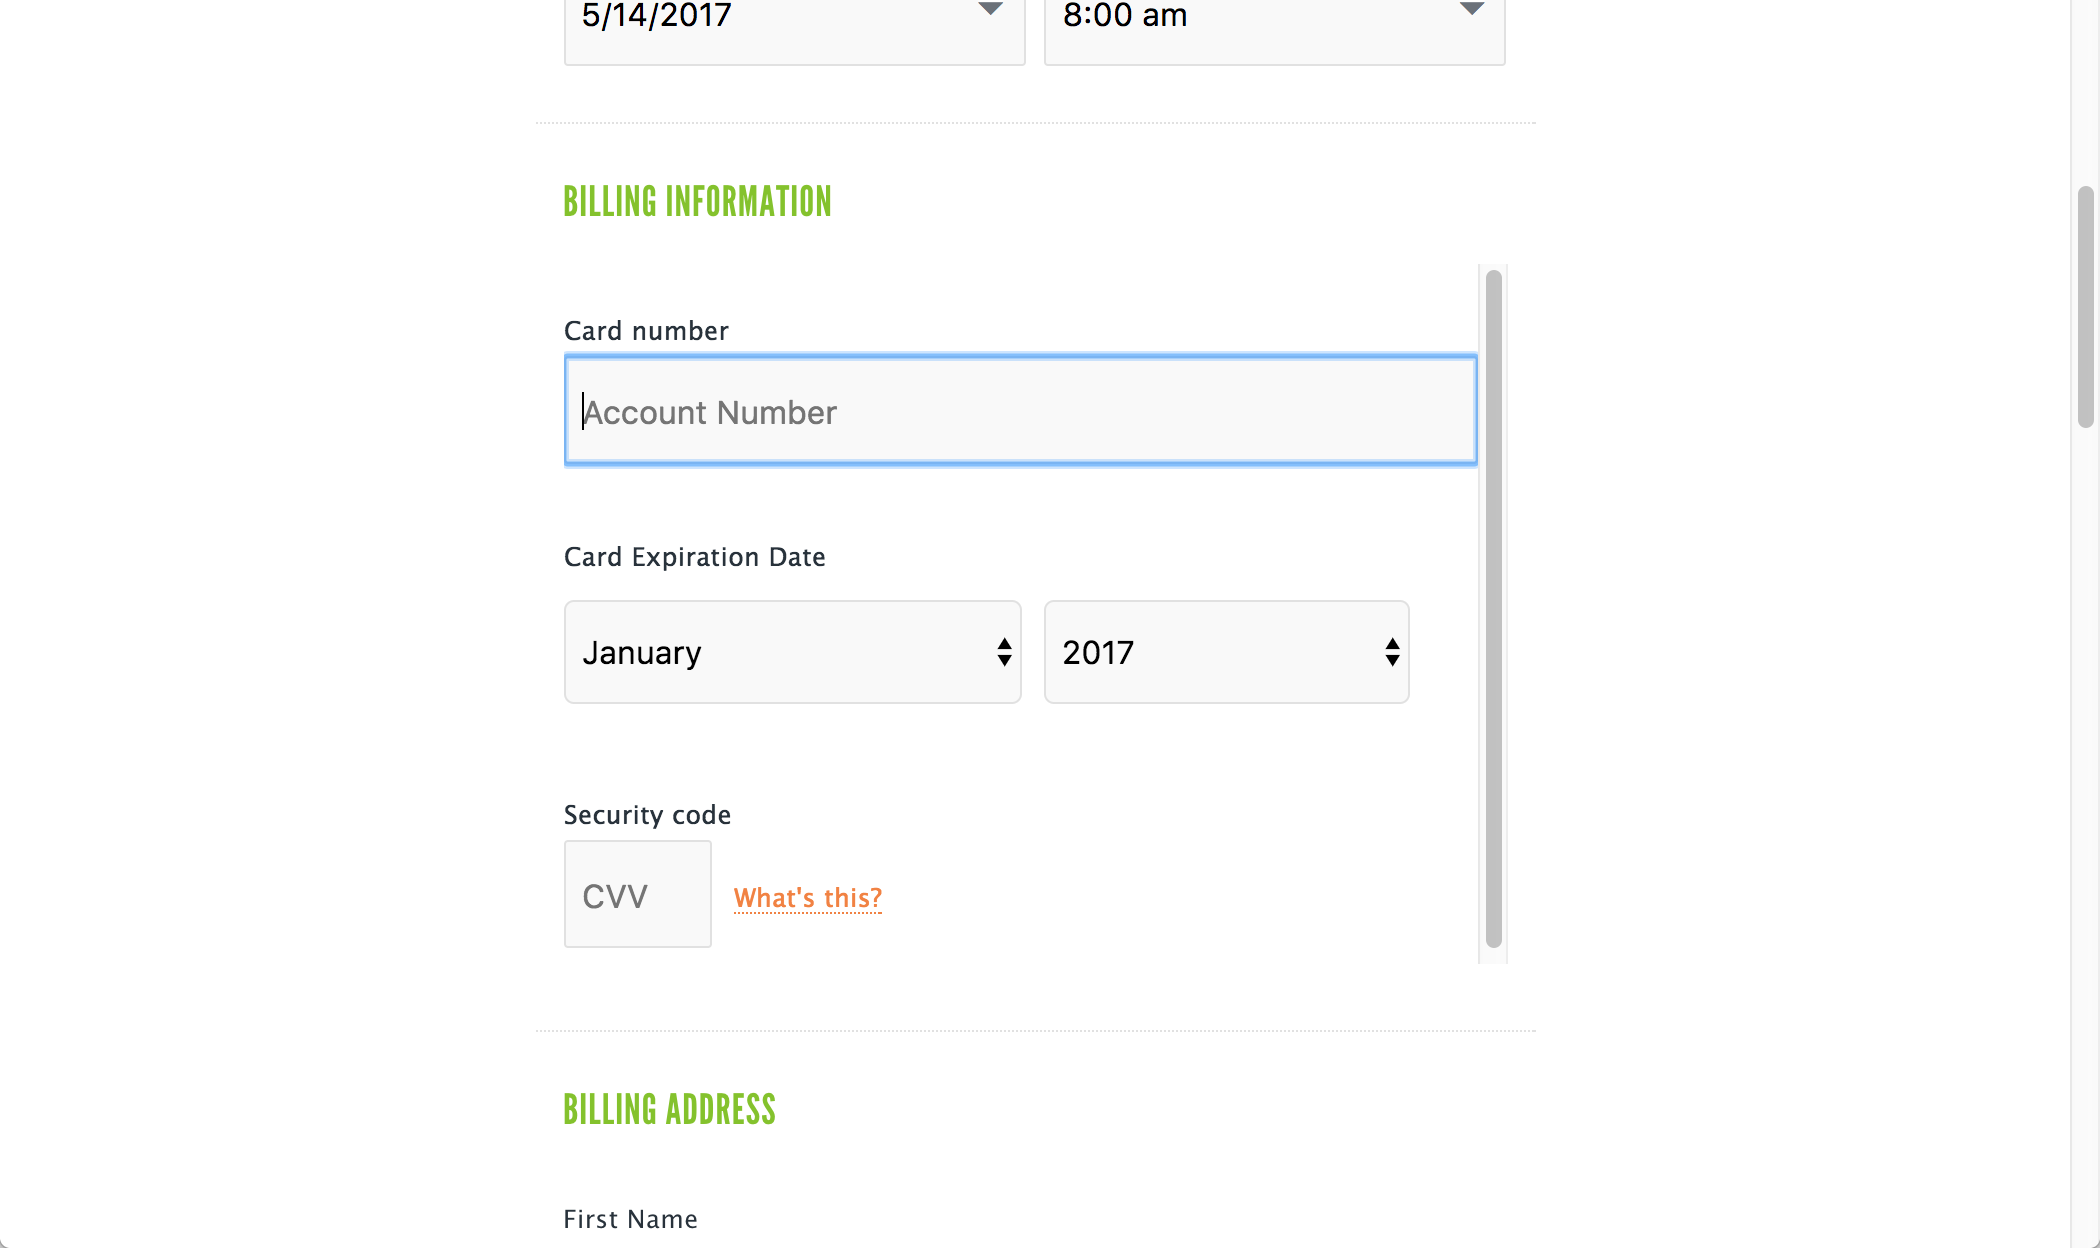 5/14/2017 8:00 am
BILLING INFORMATION
Card number
Account Number
Card Expiration Date
January 2017
Security code
CVV What's this?
BILLING ADDRESS
First Name